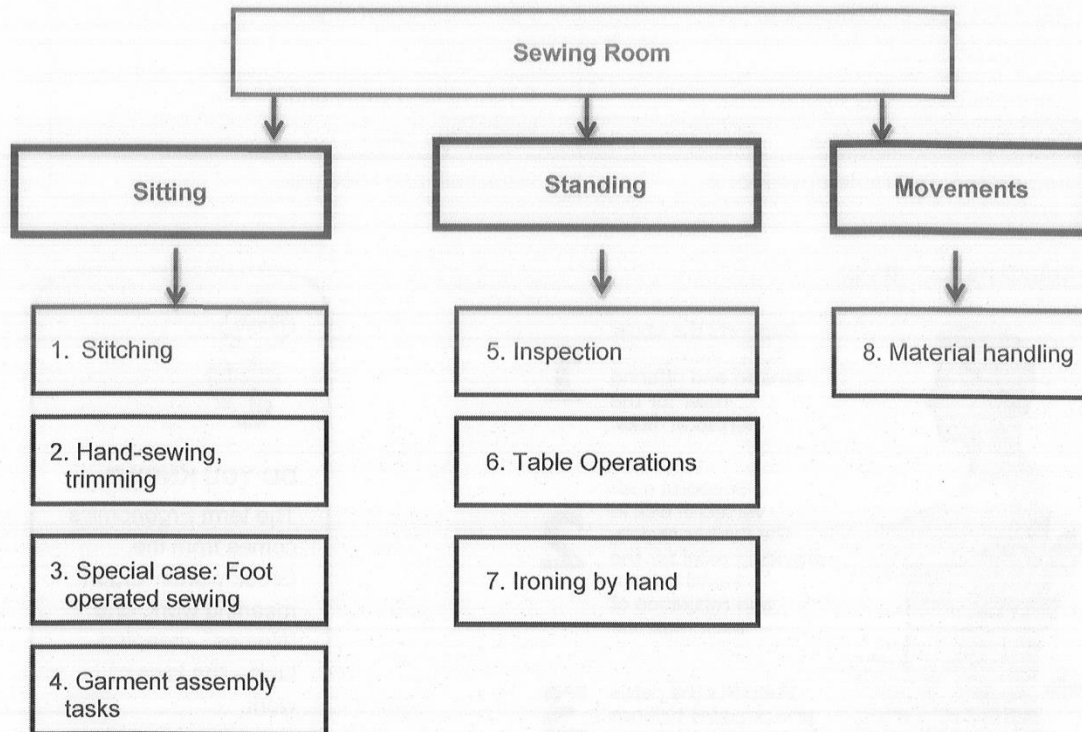 Sewing Room
Sitting
Standing
Movements
1. Stitching
2. Hand-sewing,
trimming
3. Special case: Foot
operated sewing
4. Garment assembly
tasks
5. Inspection
6. Table Operations
7. Ironing by hand
8. Material handling